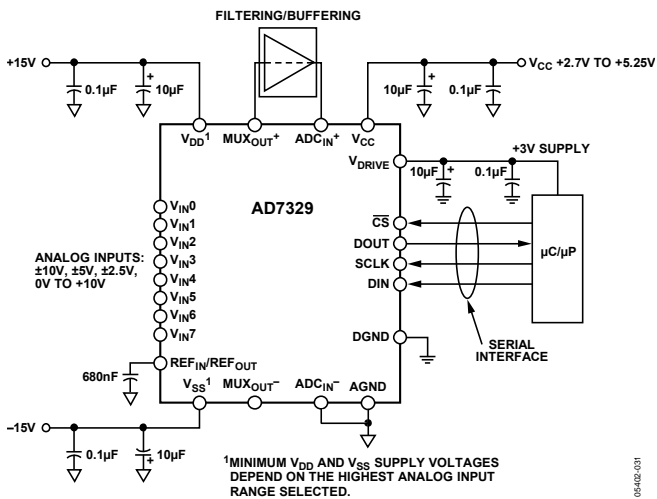 FILTERING/BUFFERING
+15V
0.1µF
+
10µF
VDD1
MUXOUT+
ADCIN+
VCC
10µF
+
0.1µF
VCC +2.7V TO +5.25V
VDRIVE
10µF
+
0.1µF
+3V SUPPLY
AD7329
VIN0
VIN1
VIN2
VIN3
VIN4
VIN5
VIN6
VIN7
ANALOG INPUTS:
±10V, ±5V, ±2.5V,
0V TO +10V
CS
DOUT
SCLK
DIN
µC/µP
DGND
SERIAL
INTERFACE
REFIN/REFOUT
680nF
VSS1
MUXOUT–
ADCIN–
AGND
–15V
0.1µF
+
10µF
1MINIMUM VDD AND VSS SUPPLY VOLTAGES
DEPEND ON THE HIGHEST ANALOG INPUT
RANGE SELECTED.
05402-031